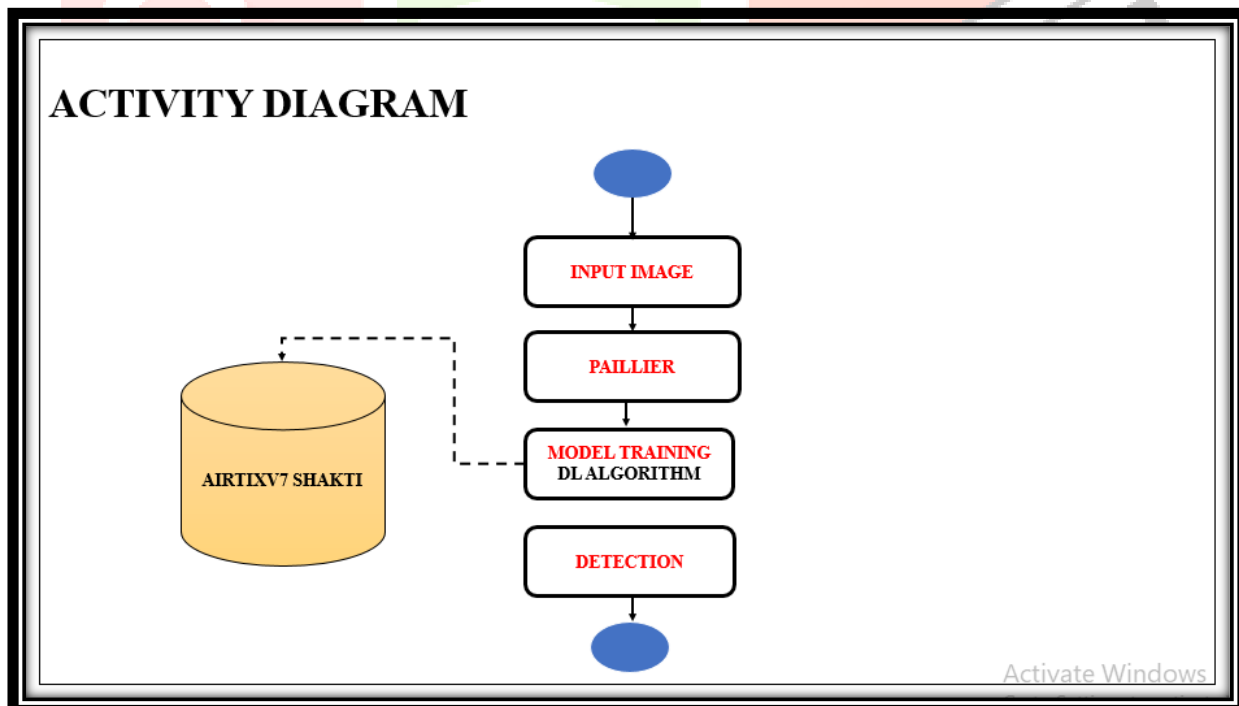 ACTIVITY DIAGRAM
INPUT IMAGE
PAILLIER
MODEL TRAINING
DL ALGORITHM
AIRTIXV7 SHAKTI
DETECTION
Activate Windows